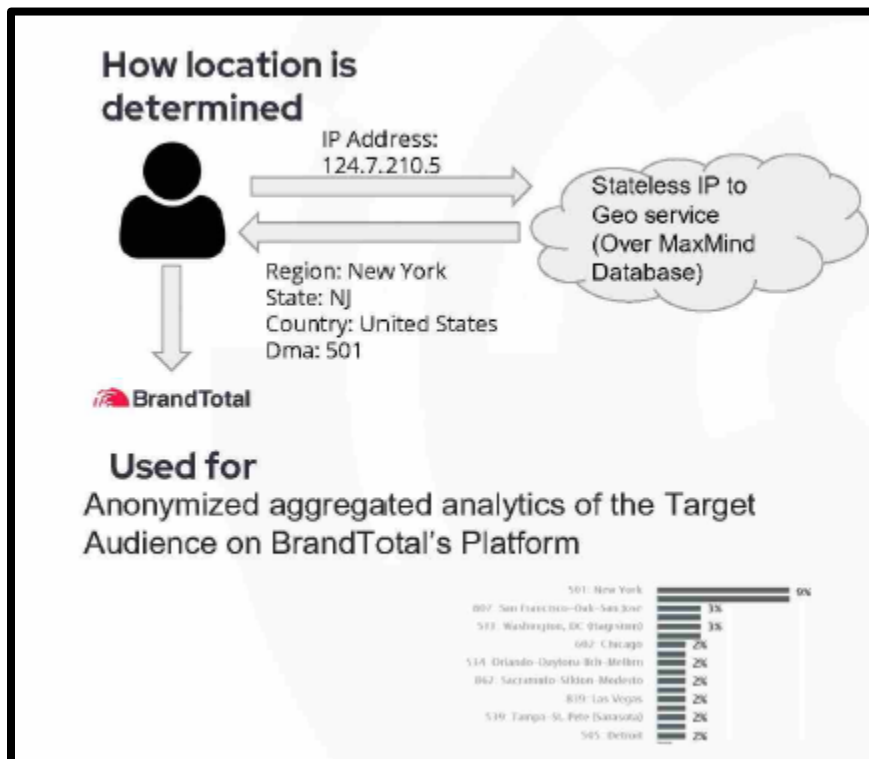 How location is
determined
IP Address:
124.7.210.5
Stateless IP to
Geo service
(Over MaxMind
Database)
Region: New York
State: NJ
Country: United States
Dma: 501
BrandTotal
Used for
Anonymized aggregated analytics of the Target
Audience on BrandTotal's Platform
501: New York 9%
807: San Francisco-Oak-San Jose 3%
511: Washington, DC 3%
602: Chicago 2%
534: Orlando-Daytona Bch-Melbrn 2%
862: Sacramento-Stkton-Modesto 2%
839: Las Vegas 2%
539: Tampa-St. Pete (Sarasota) 2%
505: Detroit 2%